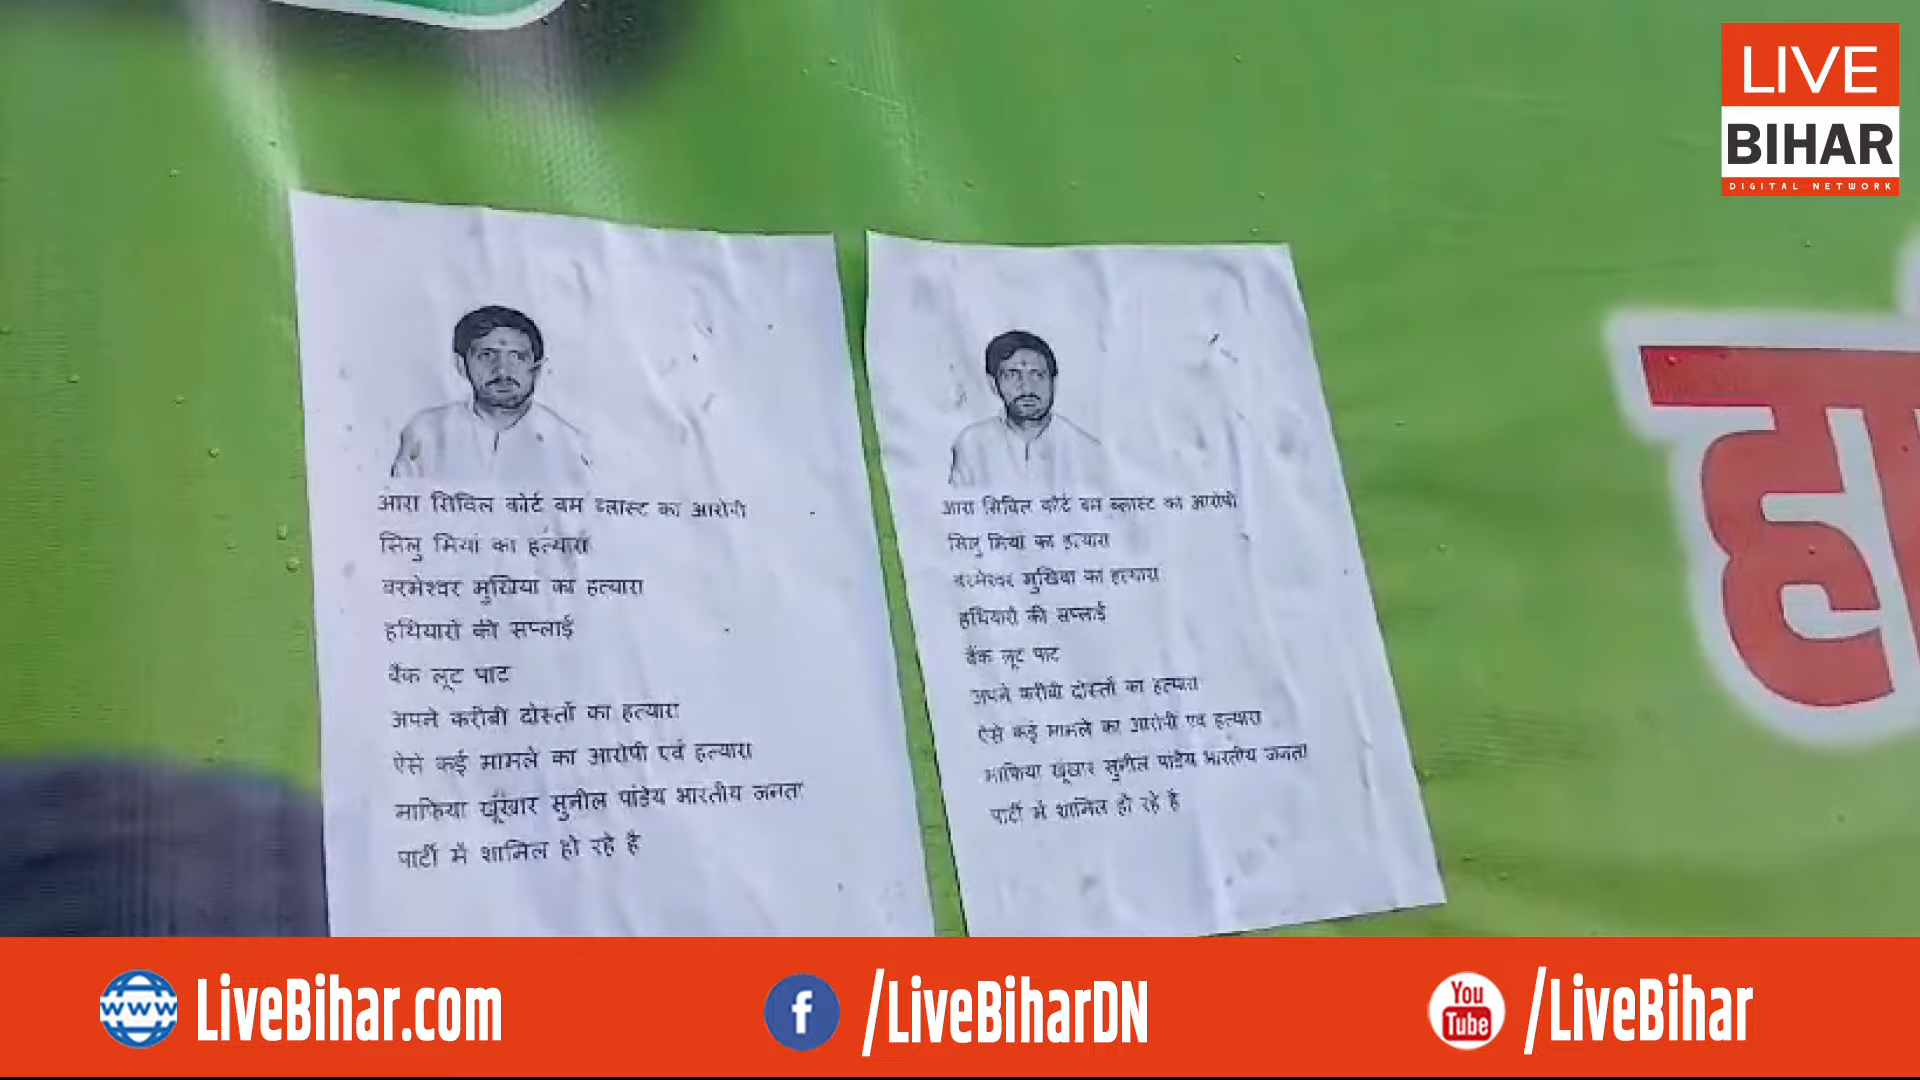 LIVE
BIHAR
DIGITAL NETWORK
आरा सिविल कोर्ट बम ब्लास्ट का आरोपी
सिलु मियां का हत्यारा
बरमेश्वर मुखिया का हत्यारा
हथियारो की सप्लाई
बैंक लूट पाट
अपने करीबी दोस्तों का हत्यारा
ऐसे कई मामले का आरोपी एवं हत्यारा
माफिया खूंखार सुनील पांडेय भारतीय जनता
पार्टी में शामिल हो रहे है
आरा सिविल कोर्ट बम ब्लास्ट का आरोपी
सिलु मियां का हत्यारा
बरमेश्वर मुखिया का हत्यारा
हथियारो की सप्लाई
बैंक लूट पाट
अपने करीबी दोस्तों का हत्यारा
ऐसे कई मामले का आरोपी एवं हत्यारा
माफिया खूंखार सुनील पांडेय भारतीय जनता
पार्टी में शामिल हो रहे है
WWW LiveBihar.com
f /LiveBiharDN
You Tube /LiveBihar